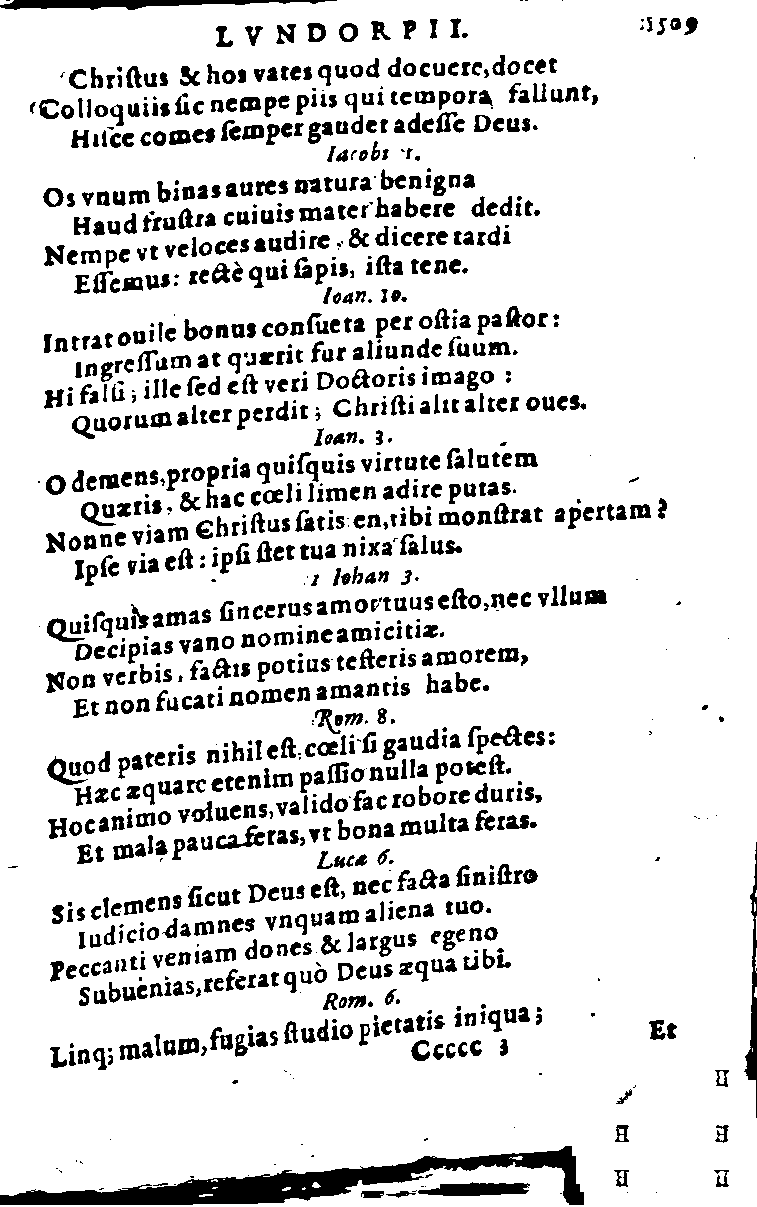 LVNDORPII. 1509
Chriſtus & hos vates quod docuere, docet
Colloquiis ſic nempe piis qui tempora fallunt,
Hiſce comes ſemper gaudet adeſſe Deus.
Iacobi 1.
Os vnum binas aures natura benigna
Haud fruſtra cuiuis mater habere dedit.
Nempe vt veloces audire, & dicere tardi
Eſſemus: rectè qui ſapis, iſta tene.
Ioan. 10.
Intrat ouile bonus conſueta per oſtia paſtor:
Ingreſſum at quærit fur aliunde ſuum.
Hi falſi; ille ſed eſt veri Doctoris imago:
Quorum alter perdit; Chriſti alit alter oues.
Ioan. 3.
O demens, propria quiſquis virtute ſalutem
Quæris, & hac cœli limen adire putas.
Nonne viam Chriſtus ſatis en, tibi monſtrat apertam?
Ipſe via eſt: ipſi ſtet tua nixa ſalus.
1 Iohan 3.
Quiſquis amas ſincerus amor tuus eſto, nec vllum
Decipias vano nomine amicitiæ.
Non verbis, factis potius teſteris amorem,
Et non fucati nomen amantis habe.
Rom. 8.
Quod pateris nihil eſt, cœli ſi gaudia ſpectes:
Hæc æquare etenim paſſio nulla poteſt.
Hoc animo voluens, valido fac robore duris,
Et mala pauca feras, vt bona multa feras.
Lucæ 6.
Sis clemens ſicut Deus eſt, nec facta ſiniſtro
Iudicio damnes vnquam aliena tuo.
Peccanti veniam dones & largus egeno
Subuenias, referat quò Deus æqua tibi.
Rom. 6.
Linq; malum, fugias ſtudio pietatis iniqua;
Ccccc 3 Et